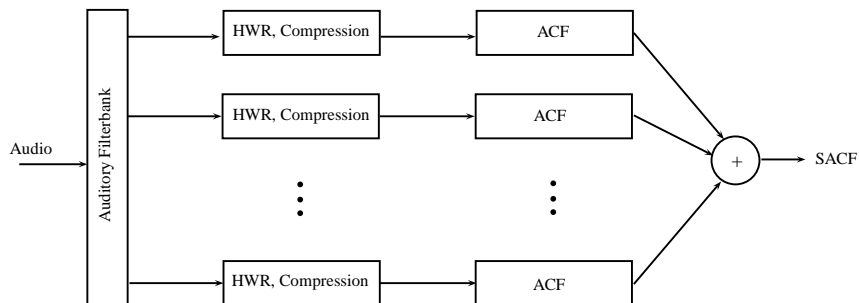 HWR, Compression
ACF
HWR, Compression
ACF
Audio
Auditory Filterbank
+
SACF
HWR, Compression
ACF